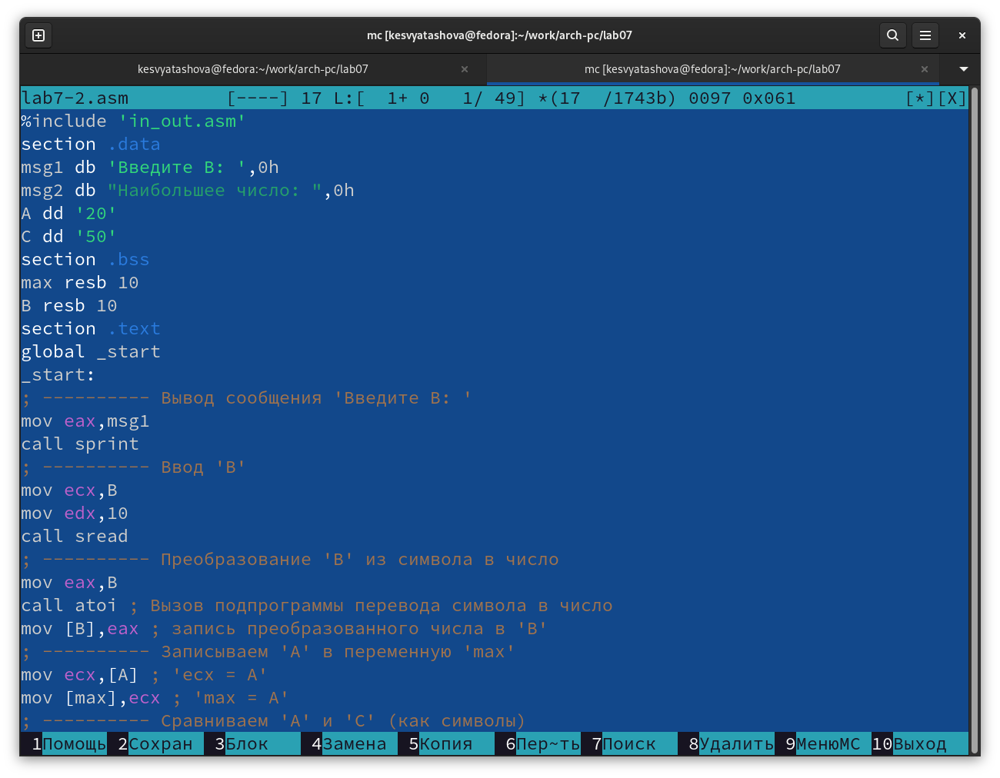 mc [kesvyatashova@fedora]:~/work/arch-pc/lab07
kesvyatashova@fedora:~/work/arch-pc/lab07 × mc [kesvyatashova@fedora]:~/work/arch-pc/lab07 ×
lab7-2.asm [----] 17 L:[ 1+ 0 1/ 49] *(17 /1743b) 0097 0x061 [*][X]
%include 'in_out.asm'
section .data
msg1 db 'Введите B: ',0h
msg2 db "Наибольшее число: ",0h
A dd '20'
C dd '50'
section .bss
max resb 10
B resb 10
section .text
global _start
_start:
; ---------- Вывод сообщения 'Введите B: '
mov eax,msg1
call sprint
; ---------- Ввод 'B'
mov ecx,B
mov edx,10
call sread
; ---------- Преобразование 'B' из символа в число
mov eax,B
call atoi ; Вызов подпрограммы перевода символа в число
mov [B],eax ; запись преобразованного числа в 'B'
; ---------- Записываем 'A' в переменную 'max'
mov ecx,[A] ; 'ecx = A'
mov [max],ecx ; 'max = A'
; ---------- Сравниваем 'A' и 'С' (как символы)
1Помощь 2Сохран 3Блок 4Замена 5Копия 6Пер~ть 7Поиск 8Удалить 9МенюМС 10Выход